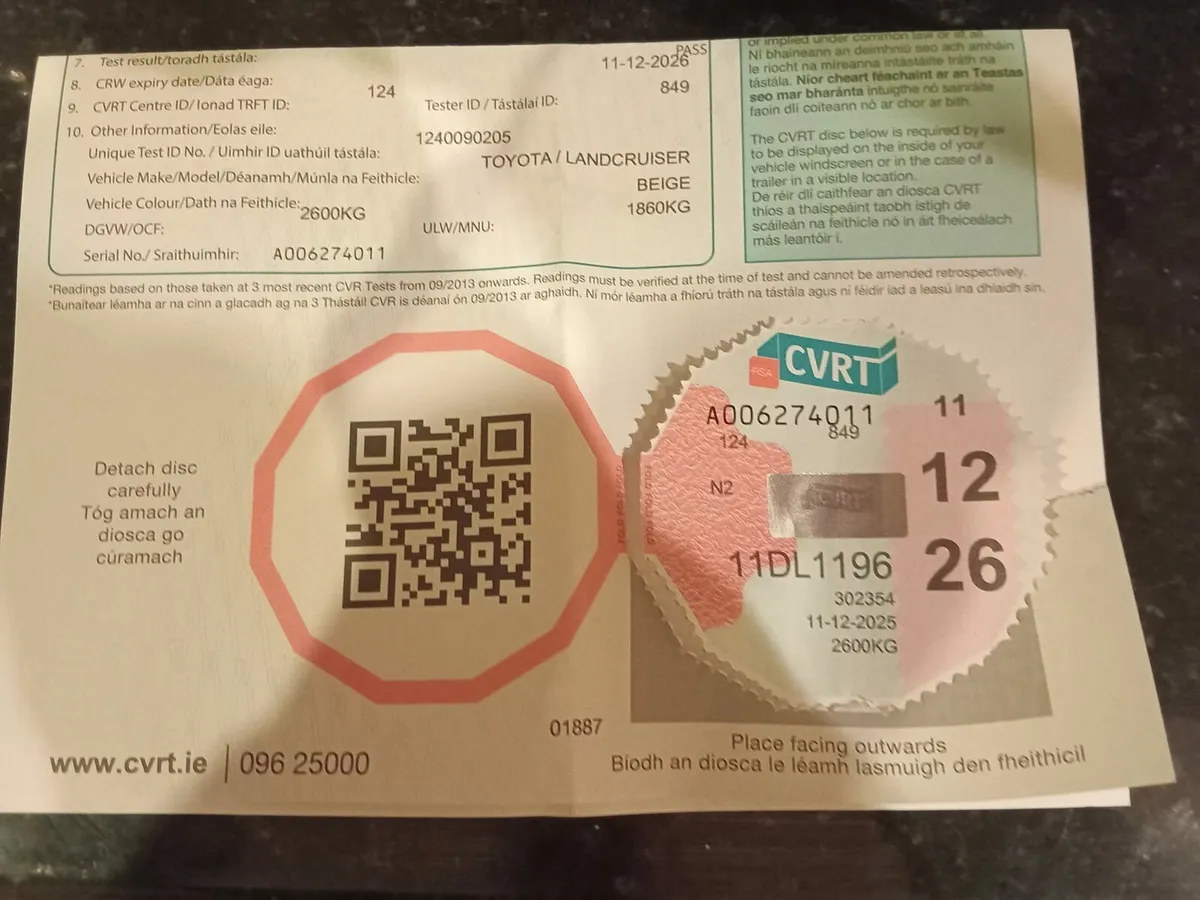 7. Test result/toradh tástála: PASS
8. CRW expiry date/Dáta éaga: 11-12-2026
9. CVRT Centre ID/ Ionad TRFT ID: 124 Tester ID / Tástálaí ID: 849
10. Other Information/Eolas eile:
Unique Test ID No. / Uimhir ID uathúil tástála: 1240090205
Vehicle Make/Model/Déanamh/Múnla na Feithicle: TOYOTA / LANDCRUISER
Vehicle Colour/Dath na Feithicle: BEIGE
DGVW/OCF: 2600KG ULW/MNU: 1860KG
Serial No./ Sraithuimhir: A006274011
or implied under common law or at all.
Ní bhaineann an deimhniú seo ach amháin
le riocht na míreanna intástáilte tráth na
tástála. Níor cheart féachaint ar an Teastas
seo mar bharánta intuigthe nó sainráite
faoin dlí coiteann nó ar chor ar bith.
The CVRT disc below is required by law
to be displayed on the inside of your
vehicle windscreen or in the case of a
trailer in a visible location.
De réir dlí caithfear an diosca CVRT
thíos a thaispeáint taobh istigh de
scáileán na feithicle nó in áit fheiceálach
más leantóir í.
*Readings based on those taken at 3 most recent CVR Tests from 09/2013 onwards. Readings must be verified at the time of test and cannot be amended retrospectively.
*Bunaítear léamha ar na cinn a glacadh ag na 3 Thástáil CVR is déanaí ón 09/2013 ar aghaidh. Ní mór léamha a fhíorú tráth na tástála agus ní féidir iad a leasú ina dhiaidh sin.
Detach disc
carefully
Tóg amach an
diosca go
cúramach
RSA CVRT
A006274011
124 849
N2
CVRT
11DL1196
302354
11-12-2025
2600KG
11
12
26
01887
www.cvrt.ie | 096 25000
Place facing outwards
Bíodh an diosca le léamh lasmuigh den fheithicil